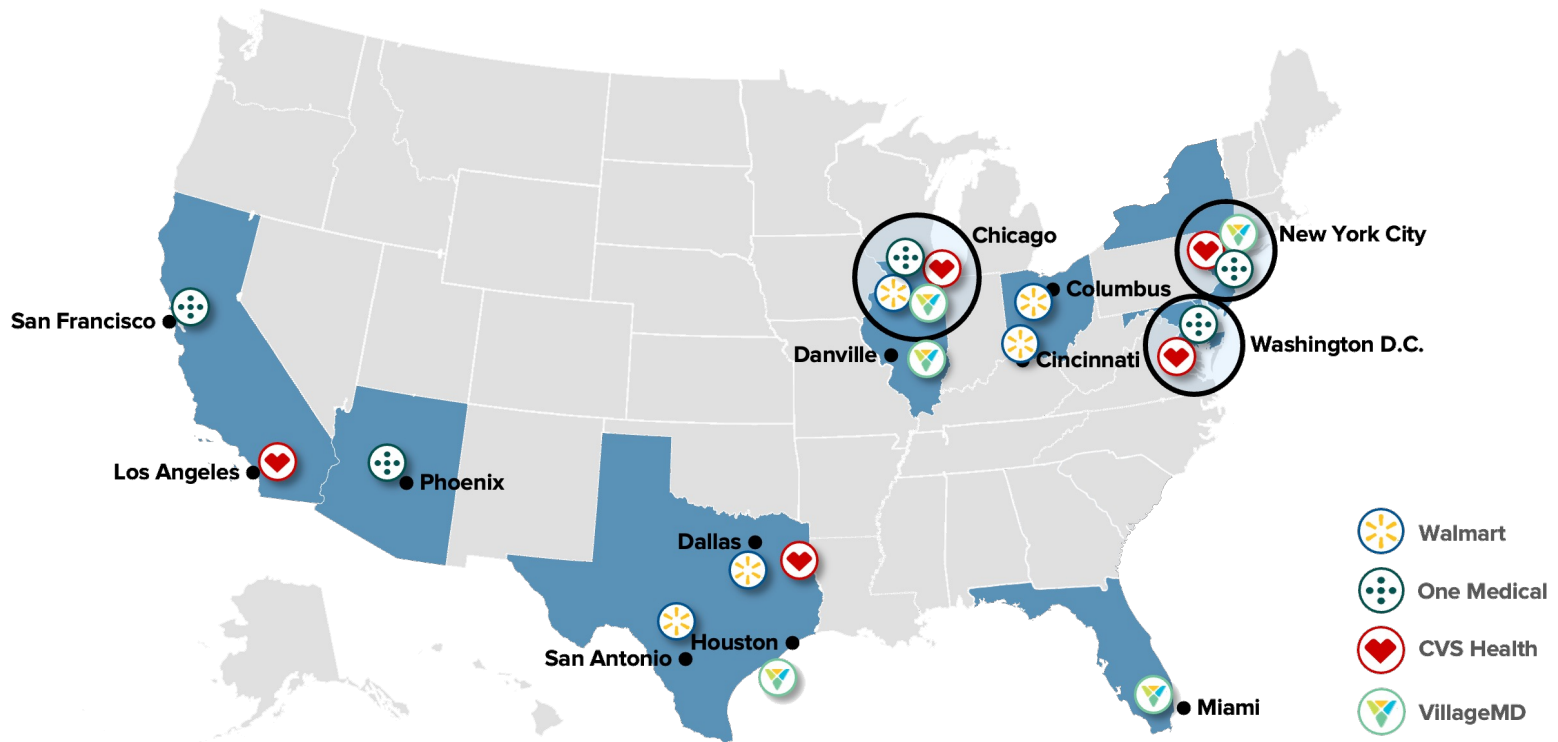 Chicago
New York City
Columbus
San Francisco
Washington D.C.
Danville
Cincinnati
Los Angeles
Phoenix
Dallas
Houston
San Antonio
Miami
Walmart
One Medical
CVS Health
VillageMD